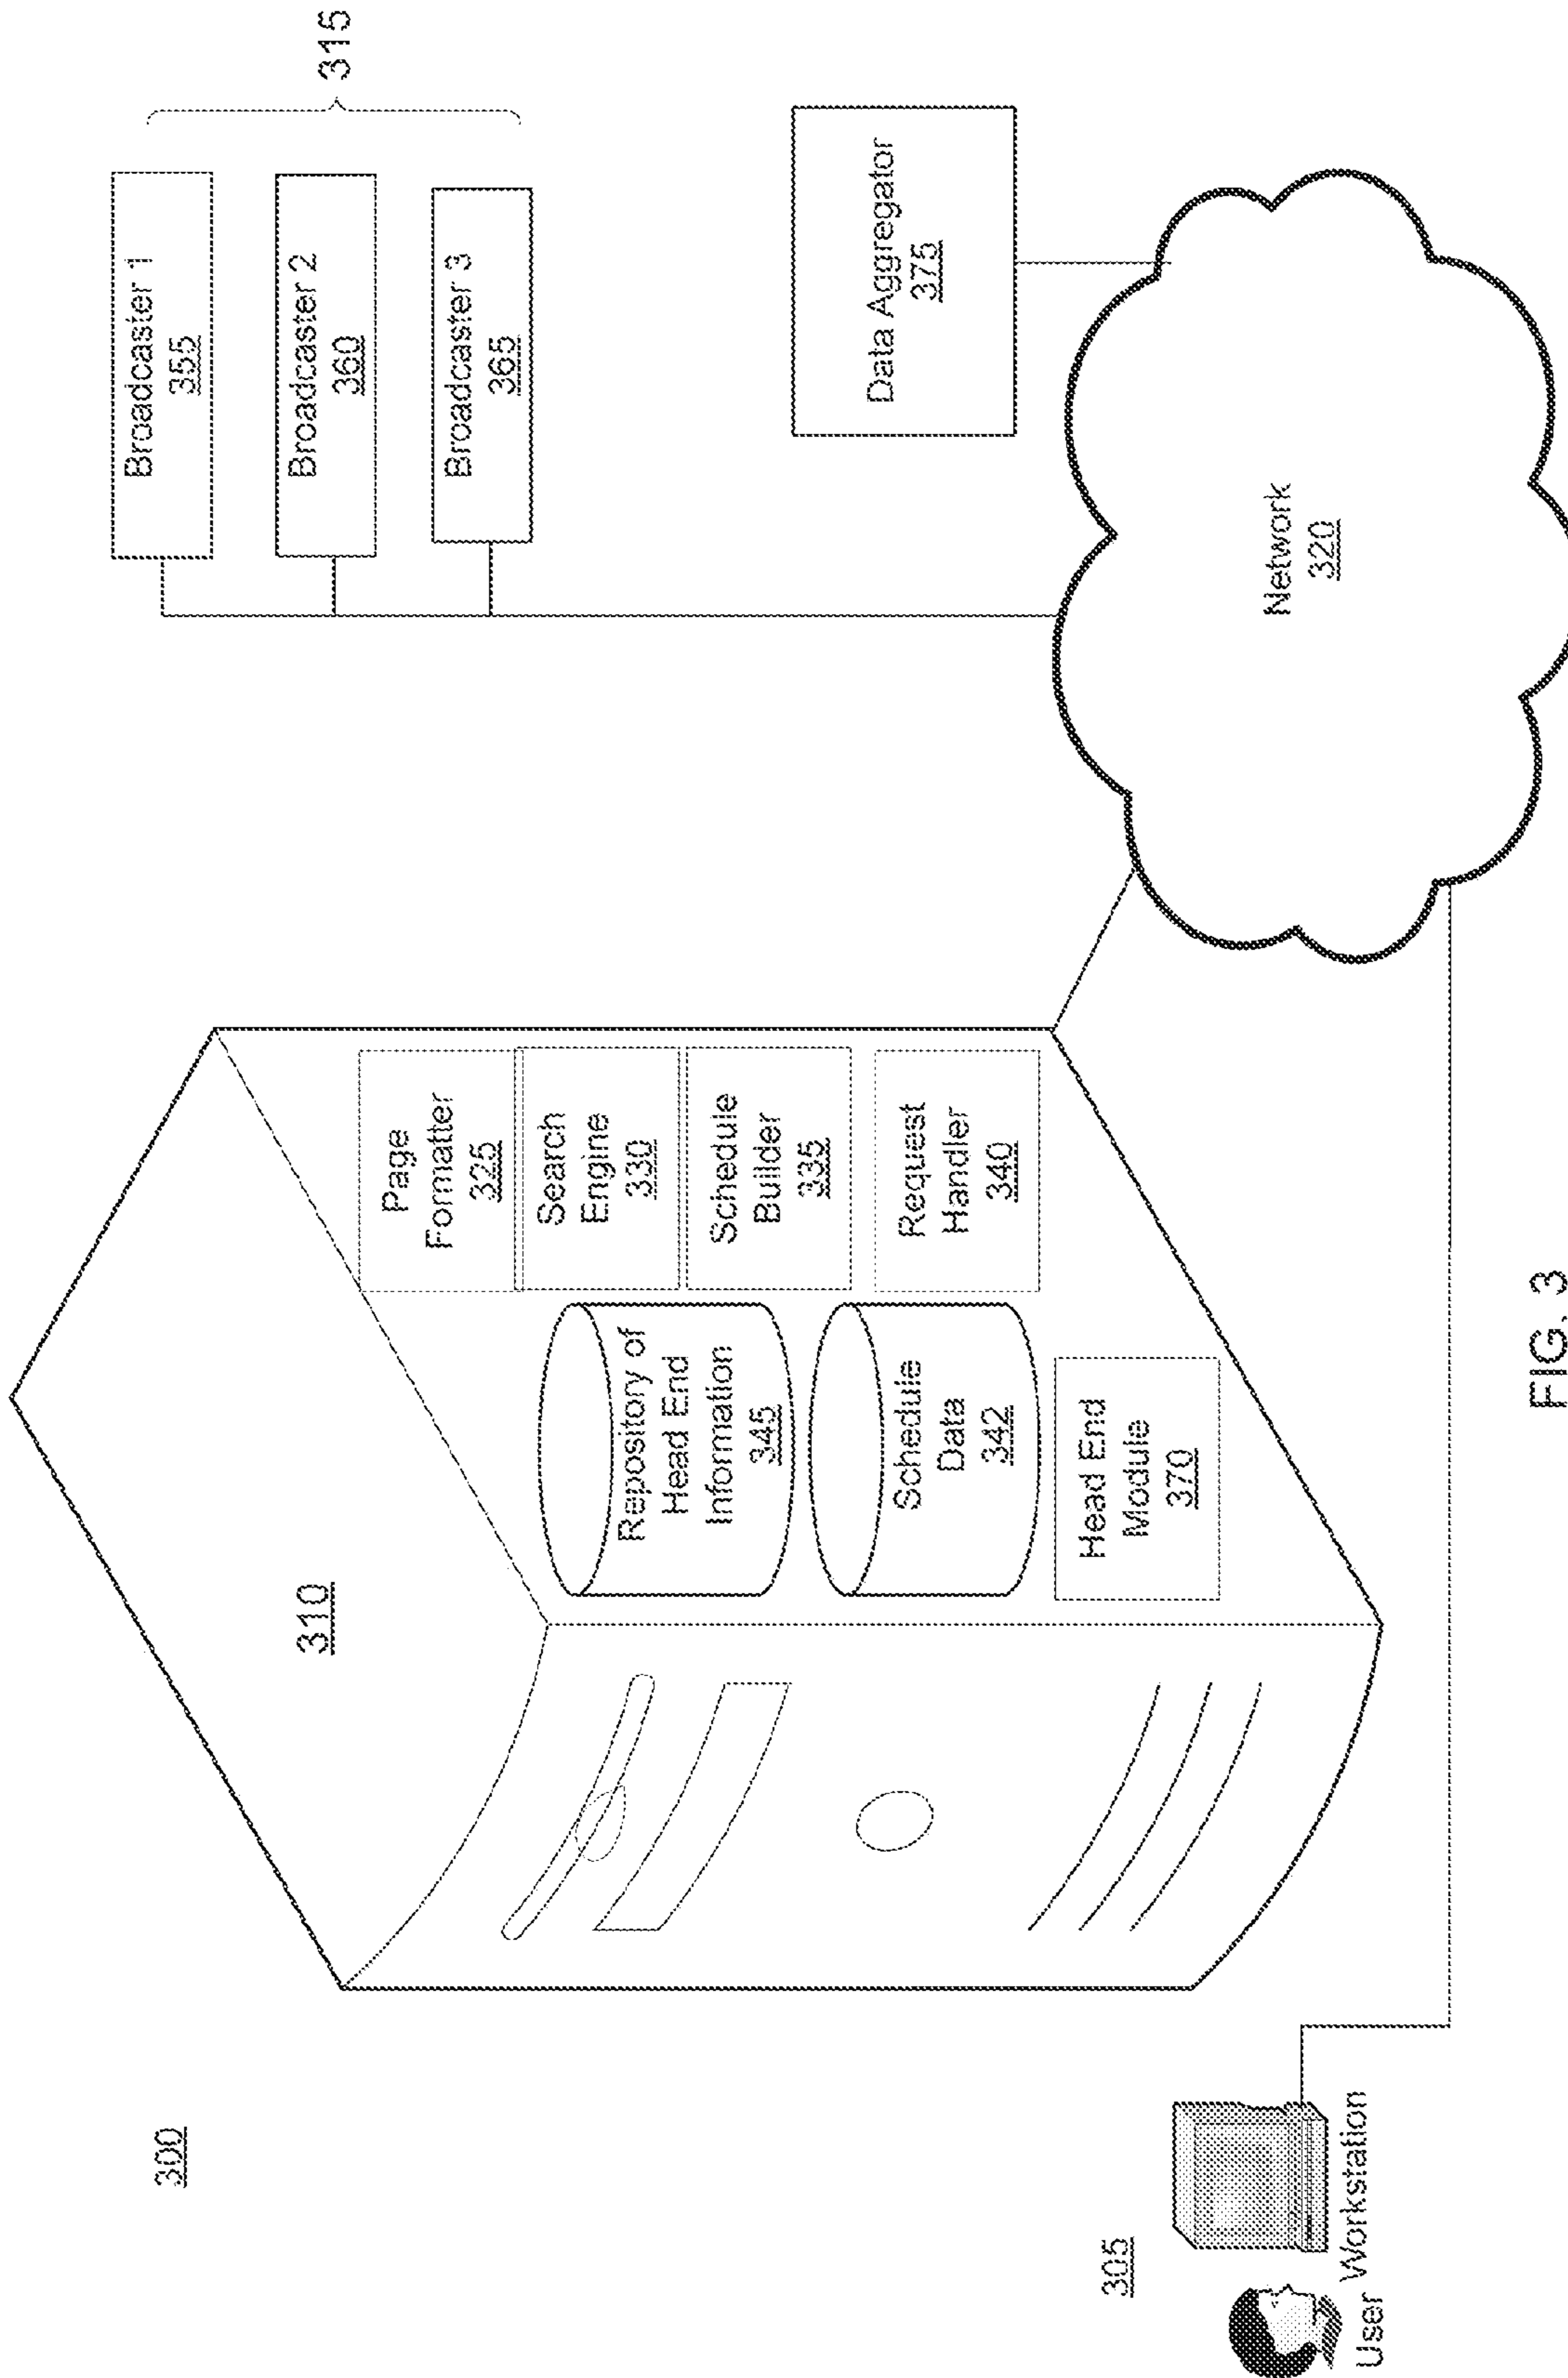 300
310
Page
Formatter
325
Search
Engine
330
Schedule
Builder
335
Request
Handler
340
Repository of
Head End
Information
345
Schedule
Data
342
Head End
Module
370
Broadcaster 1
355
Broadcaster 2
360
Broadcaster 3
365
315
Data Aggregator
375
Network
320
305
User
Workstation
FIG. 3